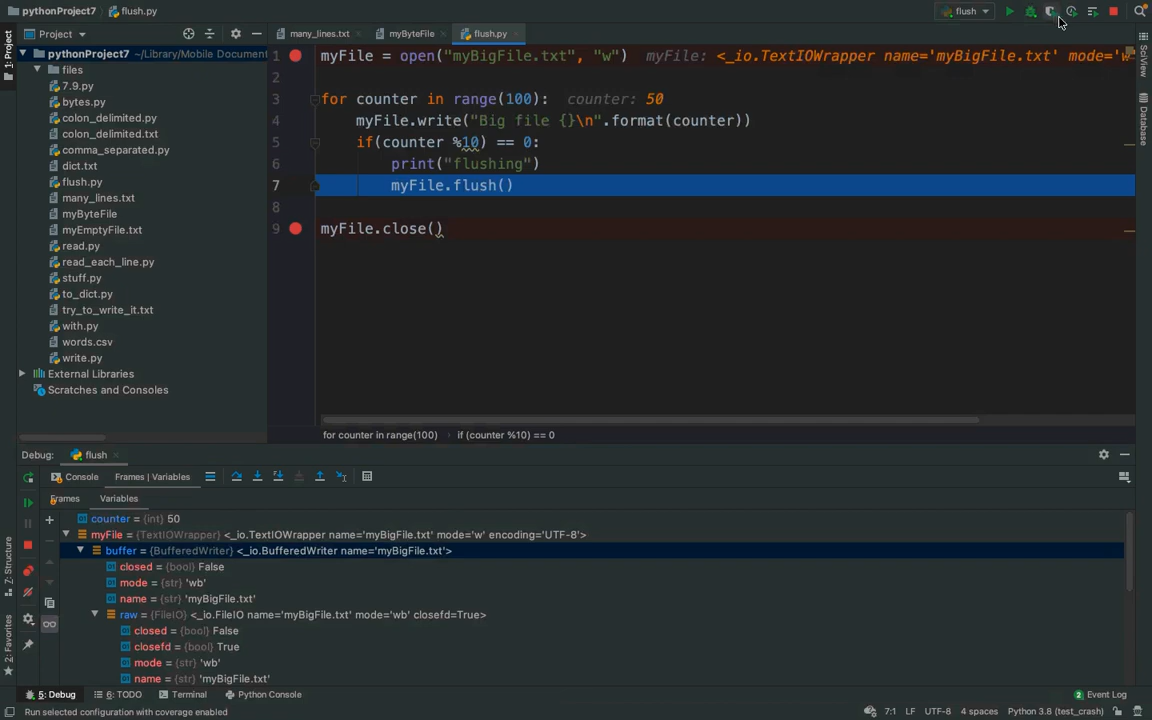 pythonProject7 flush.py flush
1: Project
Project
many_lines.txt myByteFile flush.py
pythonProject7 ~/Library/Mobile Document
files
7.9.py
bytes.py
colon_delimited.py
colon_delimited.txt
comma_separated.py
dict.txt
flush.py
many_lines.txt
myByteFile
myEmptyFile.txt
read.py
read_each_line.py
stuff.py
to_dict.py
try_to_write_it.txt
with.py
words.csv
write.py
External Libraries
Scratches and Consoles
1 myFile = open("myBigFile.txt", "w") myFile: <_io.TextIOWrapper name='myBigFile.txt' mode='w
2
3 for counter in range(100): counter: 50
4 myFile.write("Big file {}\n".format(counter))
5 if(counter %10) == 0:
6 print("flushing")
7 myFile.flush()
8
9 myFile.close()
for counter in range(100) if (counter %10) == 0
SciView
Database
Debug: flush
Console Frames | Variables
Frames Variables
counter = {int} 50
myFile = {TextIOWrapper} <_io.TextIOWrapper name='myBigFile.txt' mode='w' encoding='UTF-8'>
buffer = {BufferedWriter} <_io.BufferedWriter name='myBigFile.txt'>
closed = {bool} False
mode = {str} 'wb'
name = {str} 'myBigFile.txt'
raw = {FileIO} <_io.FileIO name='myBigFile.txt' mode='wb' closefd=True>
closed = {bool} False
closefd = {bool} True
mode = {str} 'wb'
name = {str} 'myBigFile.txt'
7: Structure
2: Favorites
5: Debug 6: TODO Terminal Python Console 2 Event Log
Run selected configuration with coverage enabled 7:1 LF UTF-8 4 spaces Python 3.8 (test_crash)